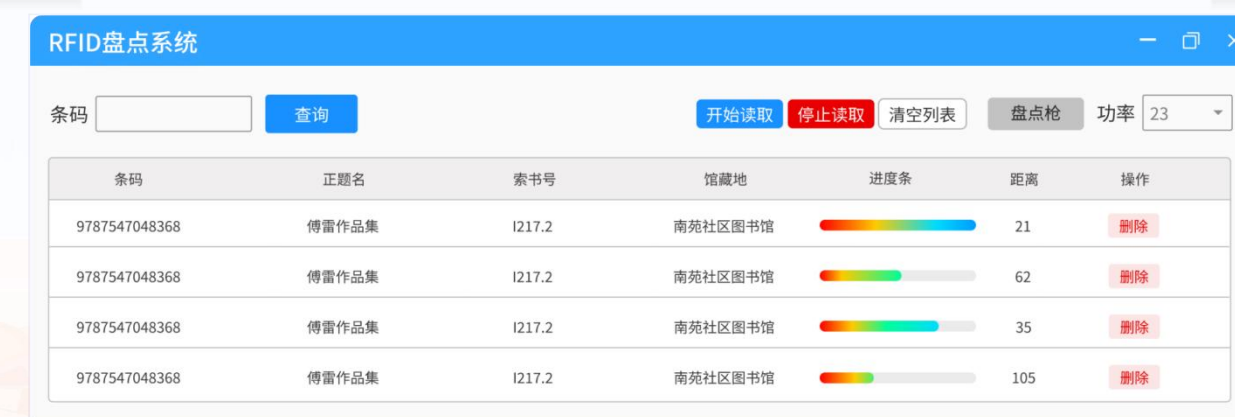 RFID盘点系统
条码 查询 开始读取 停止读取 清空列表 盘点枪 功率 23
条码 正题名 索书号 馆藏地 进度条 距离 操作
9787547048368 傅雷作品集 I217.2 南苑社区图书馆 21 删除
9787547048368 傅雷作品集 I217.2 南苑社区图书馆 62 删除
9787547048368 傅雷作品集 I217.2 南苑社区图书馆 35 删除
9787547048368 傅雷作品集 I217.2 南苑社区图书馆 105 删除